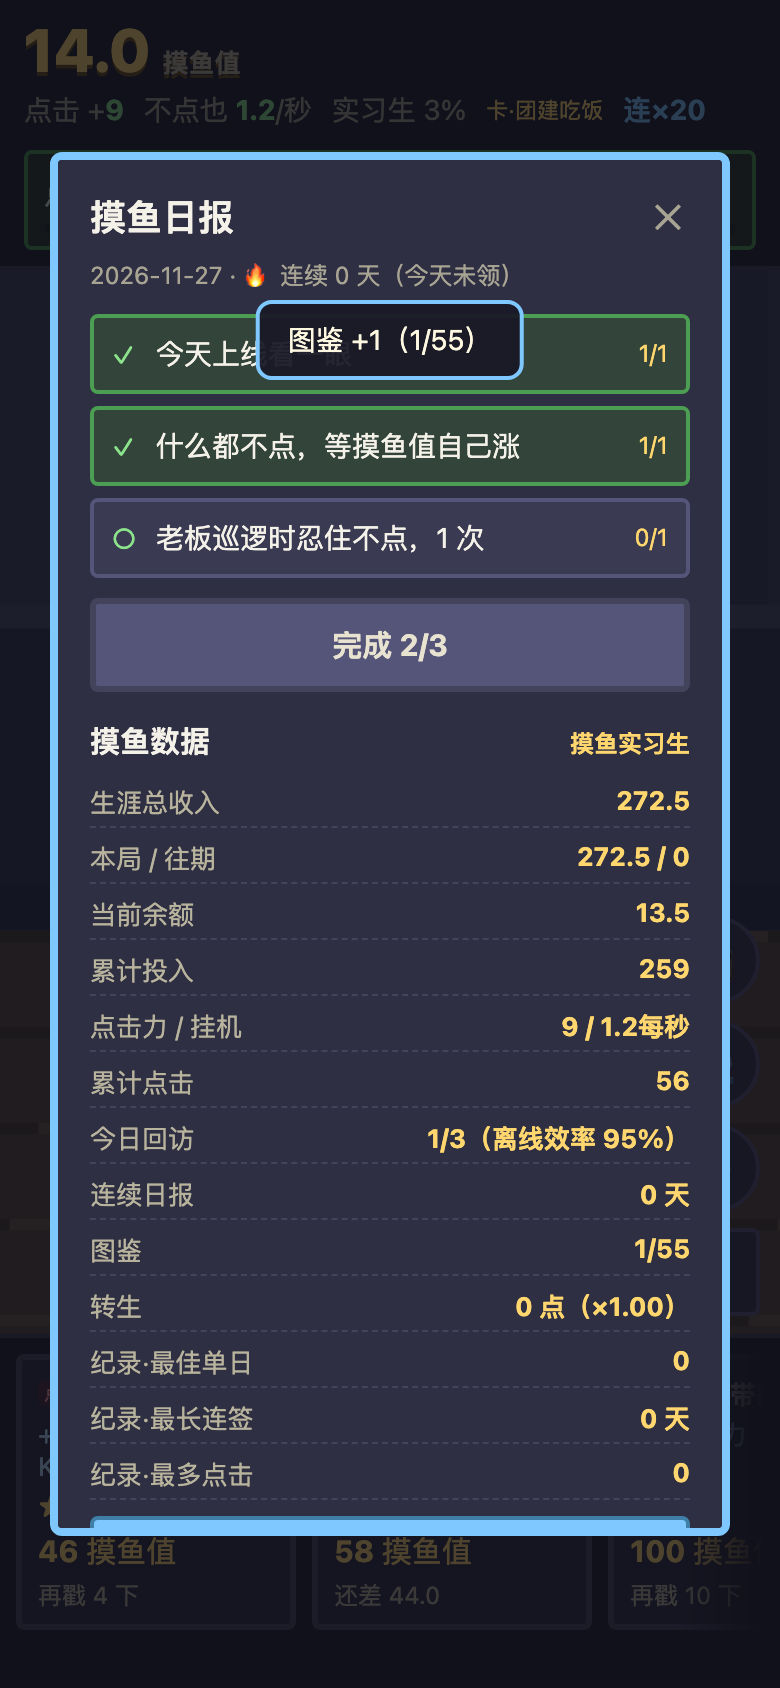 14.0 摸鱼值
点击 +9 不点也 1.2/秒 实习生 3% 卡·团建吃饭 连×20
摸鱼日报
2026-11-27 · 🔥 连续 0 天（今天未领）
图鉴 +1（1/55）
今天上线看一眼 1/1
什么都不点，等摸鱼值自己涨 1/1
老板巡逻时忍住不点，1 次 0/1
完成 2/3
摸鱼数据 摸鱼实习生
生涯总收入 272.5
本局 / 往期 272.5 / 0
当前余额 13.5
累计投入 259
点击力 / 挂机 9 / 1.2每秒
累计点击 56
今日回访 1/3（离线效率 95%）
连续日报 0 天
图鉴 1/55
转生 0 点（×1.00）
纪录·最佳单日 0
纪录·最长连签 0 天
纪录·最多点击 0
46 摸鱼值 58 摸鱼值 100 摸鱼
再戳 4 下 还差 44.0 再戳 10 下